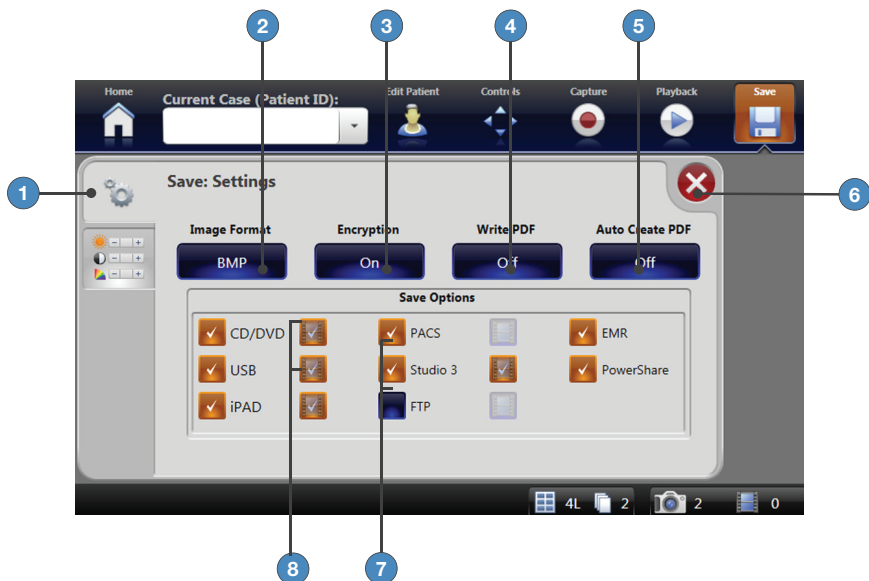 2 3 4 5
Home Edit Patient Controls Capture Playback Save
Current Case (Patient ID):
1
Save: Settings
6
Image Format Encryption Write PDF Auto Create PDF
BMP On Off Off
Save Options
CD/DVD PACS EMR
USB Studio 3 PowerShare
iPAD FTP
4L 2 2 0
8 7